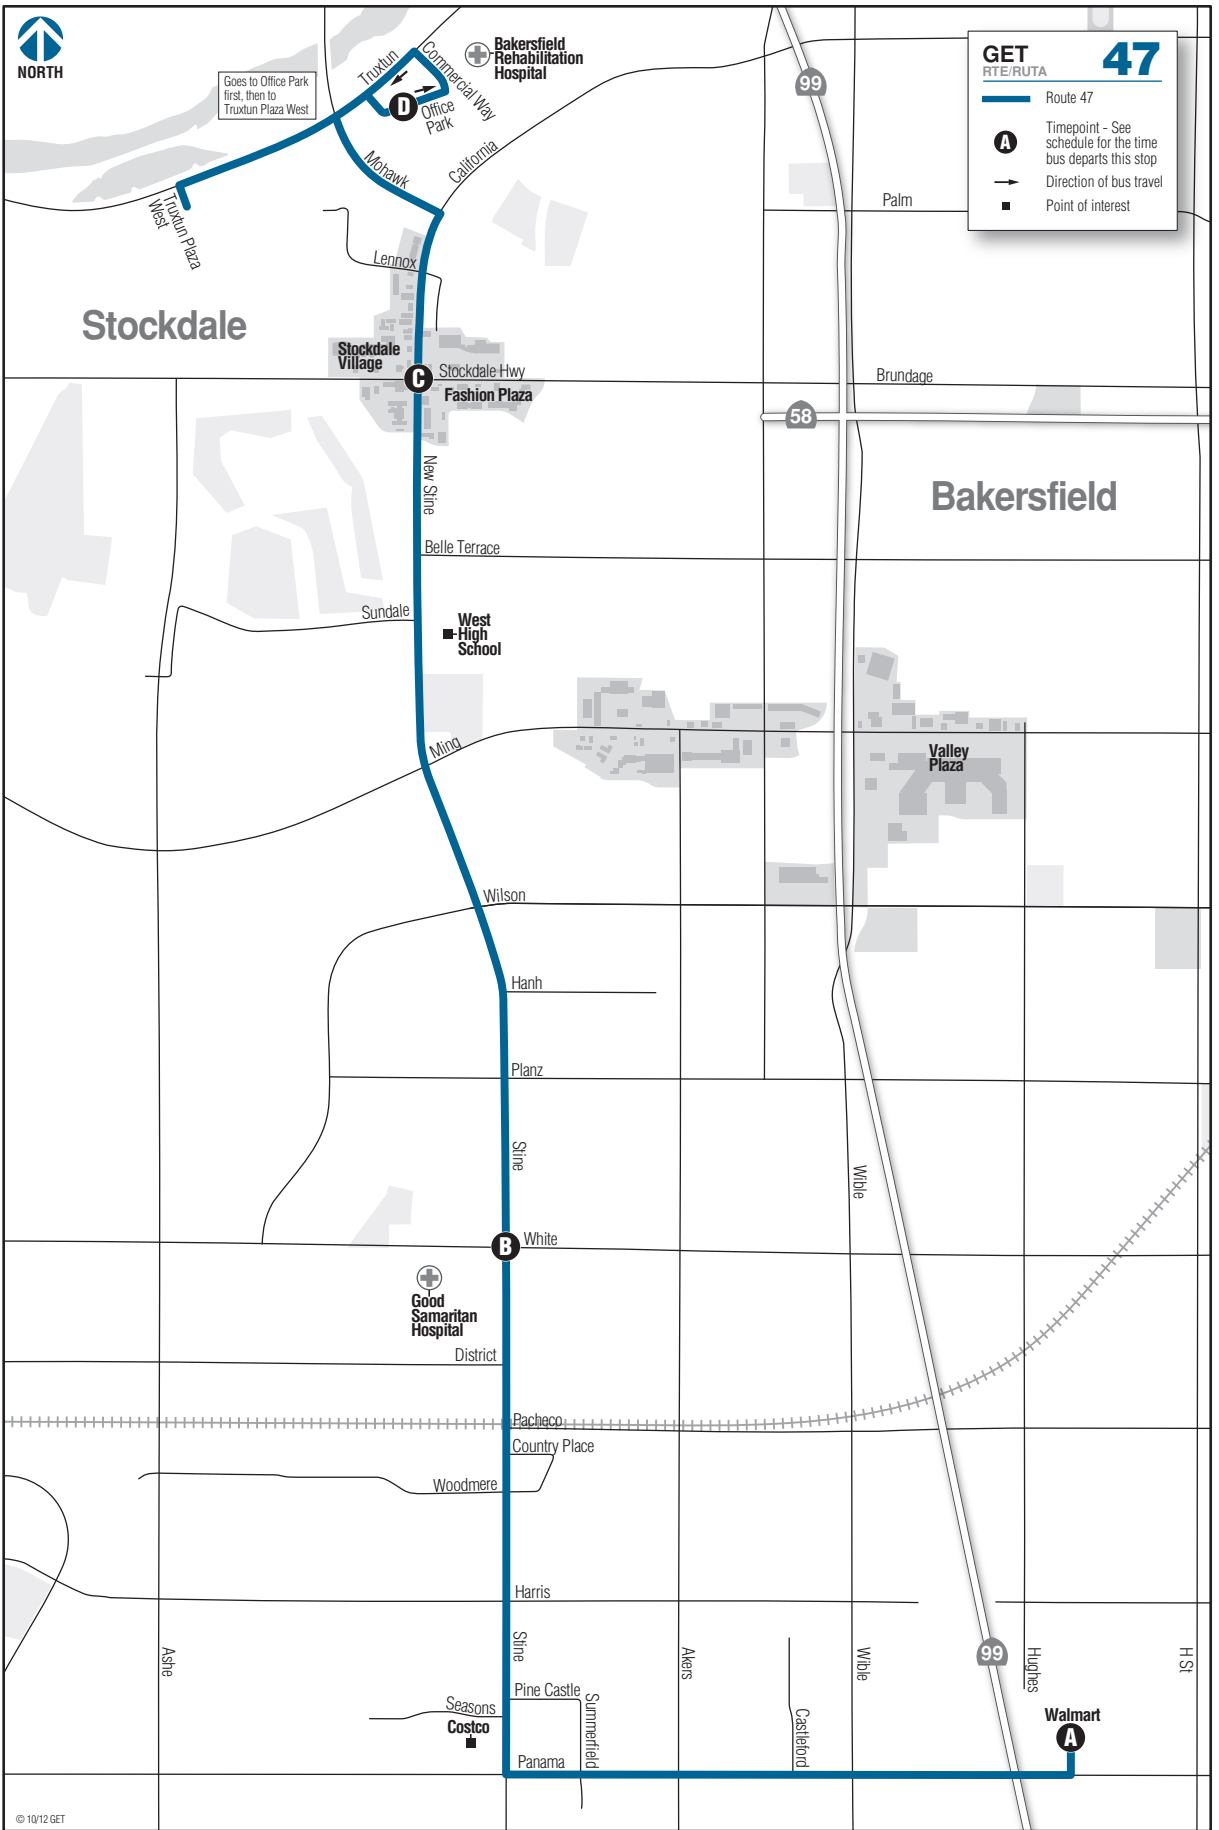 NORTH
Goes to Office Park
first, then to
Truxtun Plaza West
Truxtun
Commercial Way
Bakersfield
Rehabilitation
Hospital
D
Office
Park
99
GET
RTE/RUTA
47
Route 47
A
Timepoint - See
schedule for the time
bus departs this stop
Direction of bus travel
Point of interest
Mohawk
California
Truxtun Plaza
West
Palm
Lennox
Stockdale
Stockdale
Village
C
Stockdale Hwy
Fashion Plaza
Brundage
58
New Stine
Bakersfield
Belle Terrace
Sundale
West
High
School
Ming
Valley
Plaza
Wilson
Hanh
Planz
Stine
Wible
B
White
Good
Samaritan
Hospital
District
Pacheco
Country Place
Woodmere
Harris
Ashe
Stine
Akers
Wible
99
Hughes
H St
Pine Castle
Seasons
Summerfield
Castleford
Costco
Walmart
A
Panama
© 10/12 GET